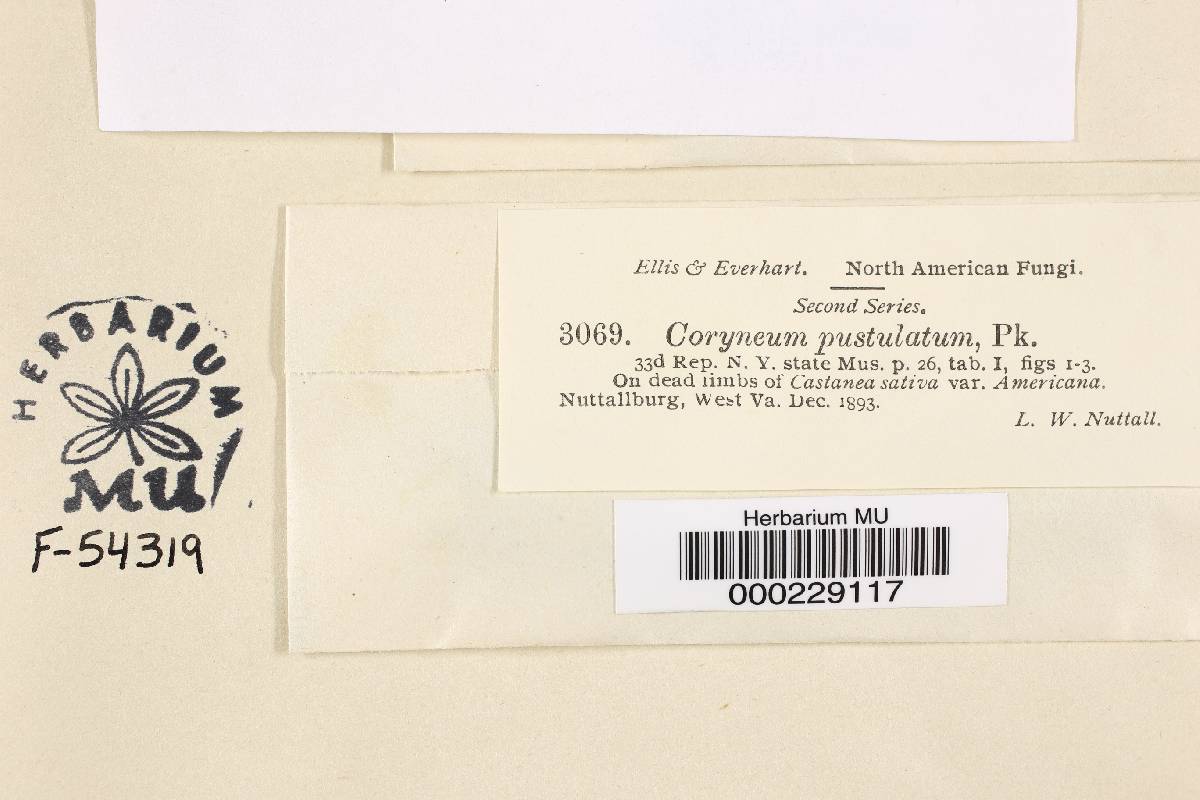 Ellis & Everhart. North American Fungi.
Second Series.
3069. Coryneum pustulatum, Pk.
33d Rep. N. Y. state Mus. p. 26, tab. I, figs 1-3.
On dead limbs of Castanea sativa var. Americana.
Nuttallburg, West Va. Dec. 1893.
L. W. Nuttall.
HERBARIUM
MU
F-54319
Herbarium MU
000229117